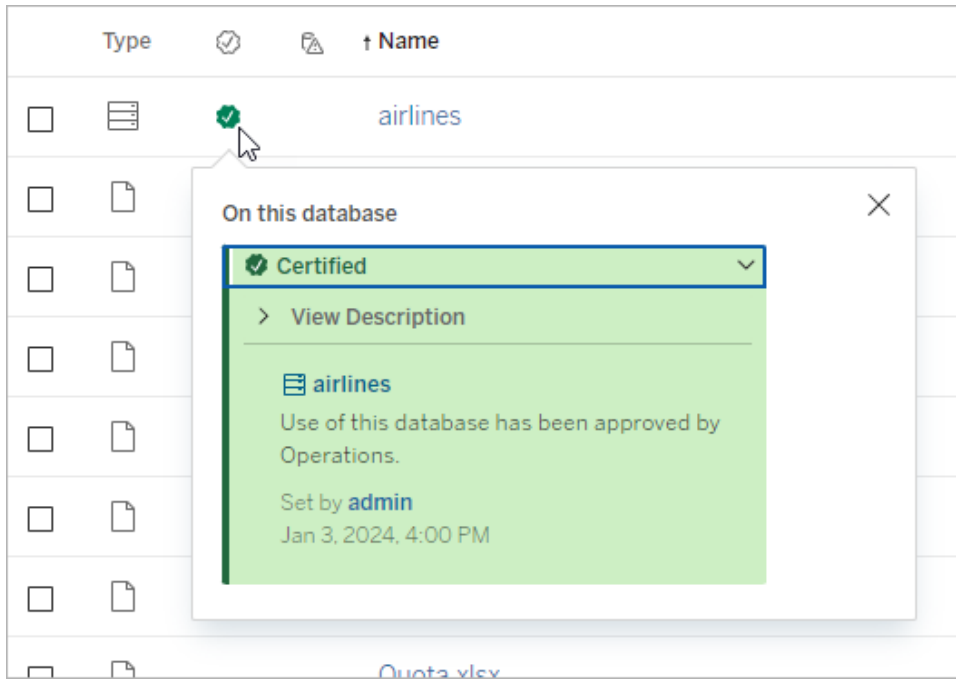 Type
Name
airlines
On this database
Certified
View Description
airlines
Use of this database has been approved by
Operations.
Set by admin
Jan 3, 2024, 4:00 PM
Quota.xlsx